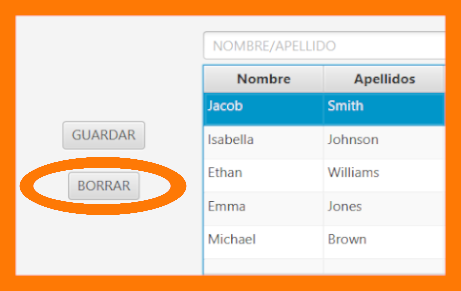 NOMBRE/APELLIDO
Nombre Apellidos
Jacob Smith
GUARDAR
Isabella Johnson
BORRAR
Ethan Williams
Emma Jones
Michael Brown